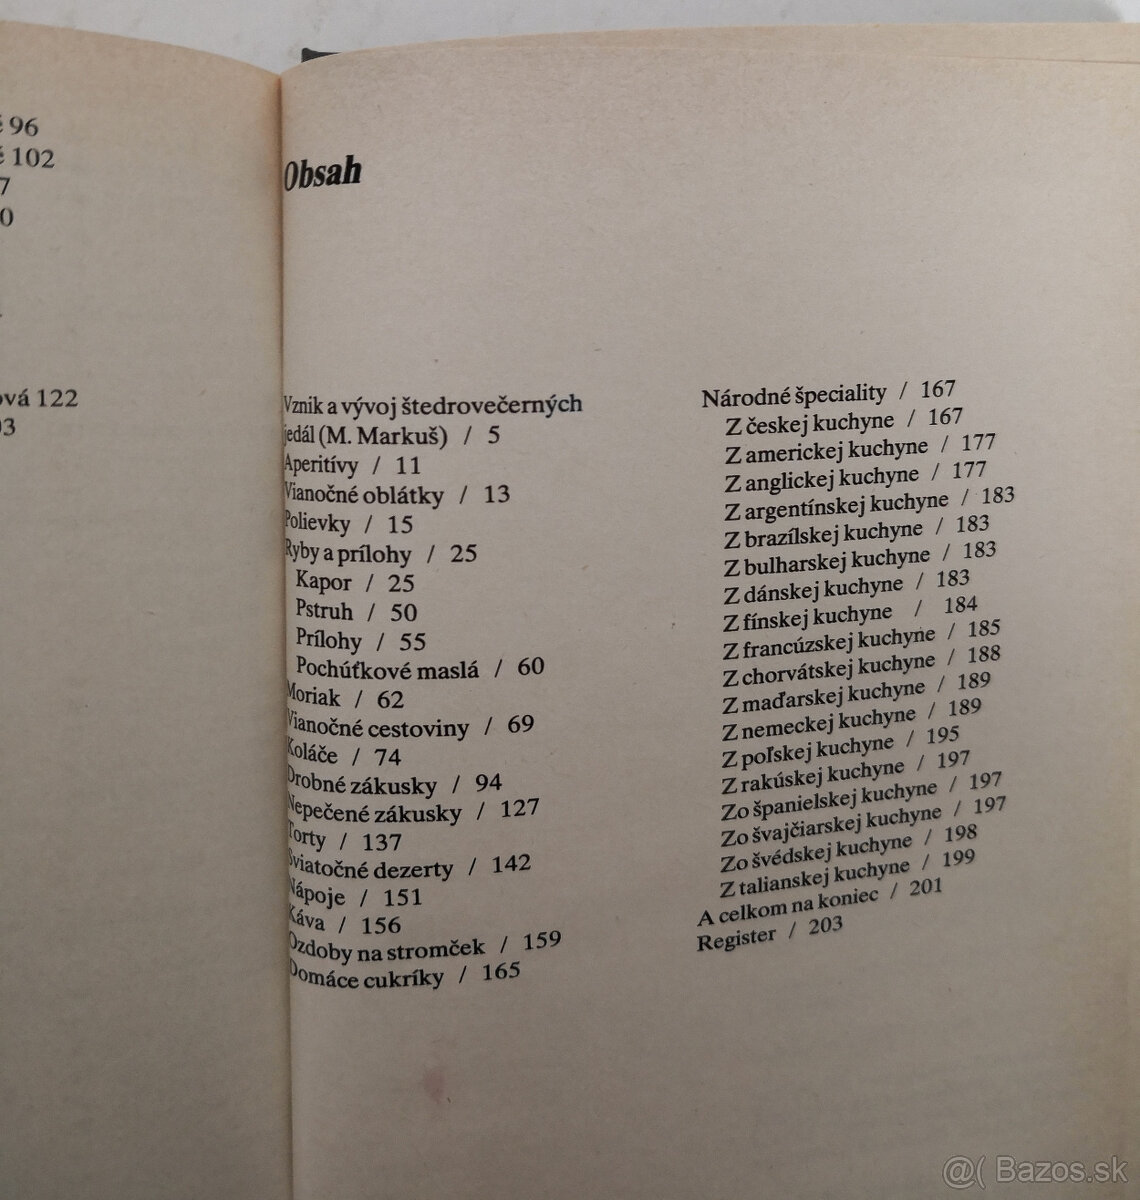 96
102
7
0
122
3
Obsah
Vznik a vývoj štedrovečerných
jedál (M. Markuš) / 5
Aperitívy / 11
Vianočné oblátky / 13
Polievky / 15
Ryby a prílohy / 25
Kapor / 25
Pstruh / 50
Prílohy / 55
Pochúťkové maslá / 60
Moriak / 62
Vianočné cestoviny / 69
Koláče / 74
Drobné zákusky / 94
Nepečené zákusky / 127
Torty / 137
Sviatočné dezerty / 142
Nápoje / 151
Káva / 156
Ozdoby na stromček / 159
Domáce cukríky / 165
Národné špeciality / 167
Z českej kuchyne / 167
Z americkej kuchyne / 177
Z anglickej kuchyne / 177
Z argentínskej kuchyne / 183
Z brazílskej kuchyne / 183
Z bulharskej kuchyne / 183
Z dánskej kuchyne / 183
Z fínskej kuchyne / 184
Z francúzskej kuchyne / 185
Z chorvátskej kuchyne / 188
Z maďarskej kuchyne / 189
Z nemeckej kuchyne / 189
Z poľskej kuchyne / 195
Z rakúskej kuchyne / 197
Zo španielskej kuchyne / 197
Zo švajčiarskej kuchyne / 197
Zo švédskej kuchyne / 198
Z talianskej kuchyne / 199
A celkom na koniec / 201
Register / 203
@( Bazos.sk